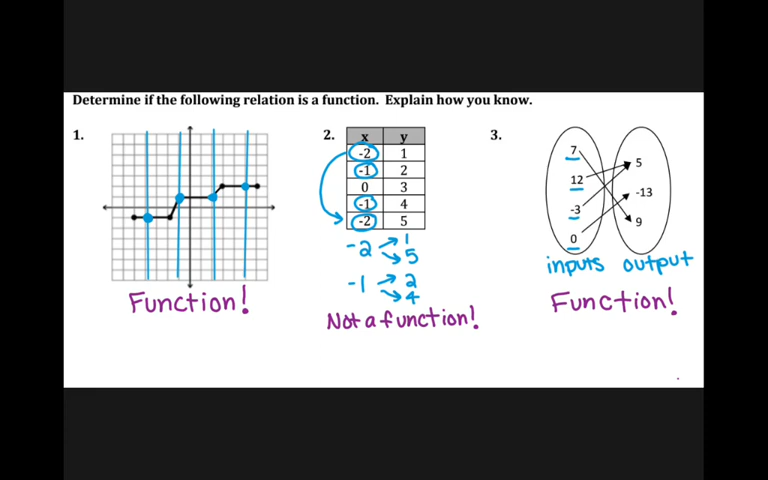 Determine if the following relation is a function. Explain how you know.
1.
Function!
2.
x y
-2 1
-1 2
0 3
-1 4
-2 5
-2 → 1
→ 5
-1 → 2
→ 4
Not a function!
3.
7
12
-3
0
5
-13
9
inputs output
Function!